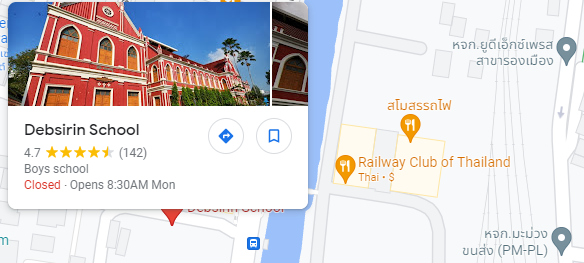 Debsirin School
4.7 (142)
Boys school
Closed · Opens 8:30AM Mon
Debsirin School
หจก.ยูดีเอ็กซ์เพรส
สาขารองเมือง
สโมสรรถไฟ
Railway Club of Thailand
Thai • $
หจก.มะม่วง
ขนส่ง (PM-PL)